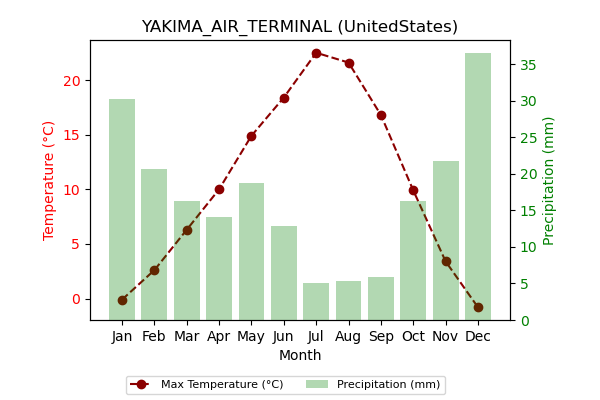 YAKIMA_AIR_TERMINAL (UnitedStates)
Temperature (°C)
20
15
10
5
0
35
30
25
20
15
10
5
0
Precipitation (mm)
Jan Feb Mar Apr May Jun Jul Aug Sep Oct Nov Dec
Month
Max Temperature (°C) Precipitation (mm)